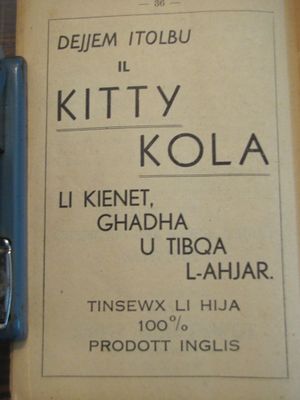 — 36 —
DEJJEM ITOLBU
IL
KITTY
KOLA
LI KIENET,
GHADHA
U TIBQA
L-AHJAR.
TINSEWX LI HIJA
100%
PRODOTT INGLIS